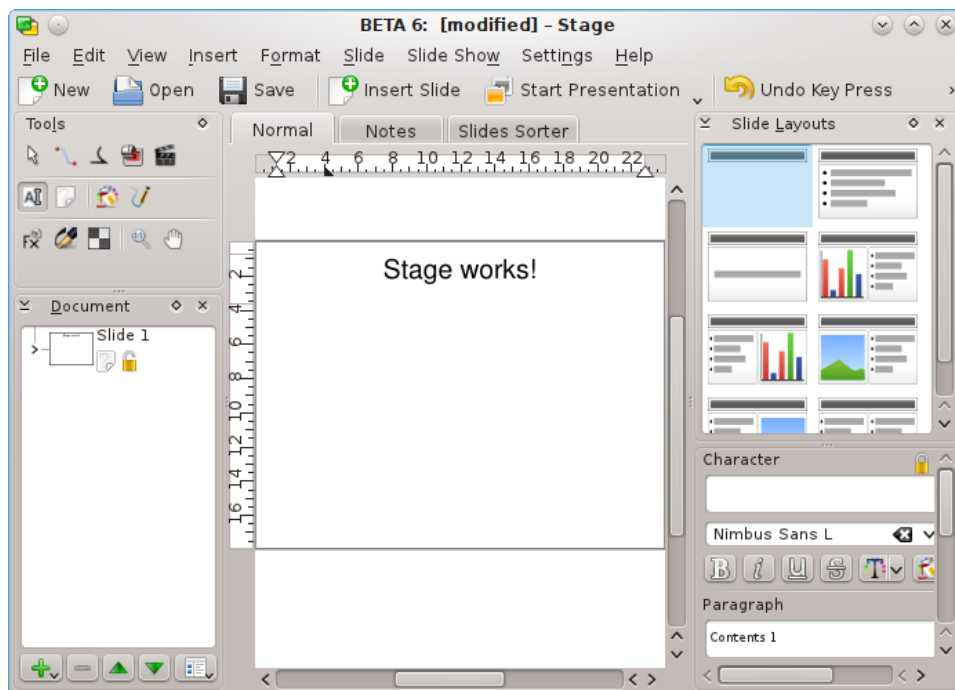 BETA 6:  [modified] – Stage
File Edit View Insert Format Slide Slide Show Settings Help
New Open Save Insert Slide Start Presentation Undo Key Press
Tools
Normal Notes Slides Sorter
Slide Layouts
2 4 6 8 10 12 14 16 18 20 22
2 4 6 8 10 12 14 16
Stage works!
Document
Slide 1
Character
Nimbus Sans L
B i U S T
Paragraph
Contents 1